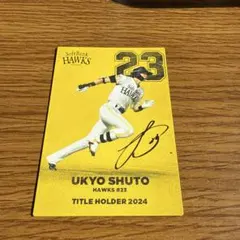 SoftBank
HAWKS
23
UKYO SHUTO
HAWKS #23
TITLE HOLDER 2024